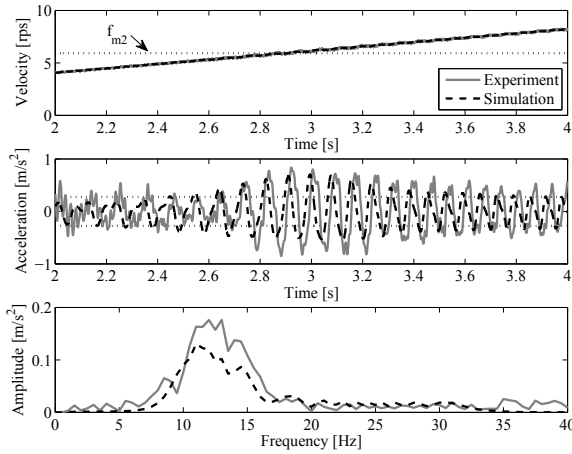 Velocity [rps]
10
5
0
f_m2
Experiment
Simulation
2 2.2 2.4 2.6 2.8 3 3.2 3.4 3.6 3.8 4
Time [s]
Acceleration [m/s²]
1
0
−1
2 2.2 2.4 2.6 2.8 3 3.2 3.4 3.6 3.8 4
Time [s]
Amplitude [m/s²]
0.2
0.1
0
0 5 10 15 20 25 30 35 40
Frequency [Hz]